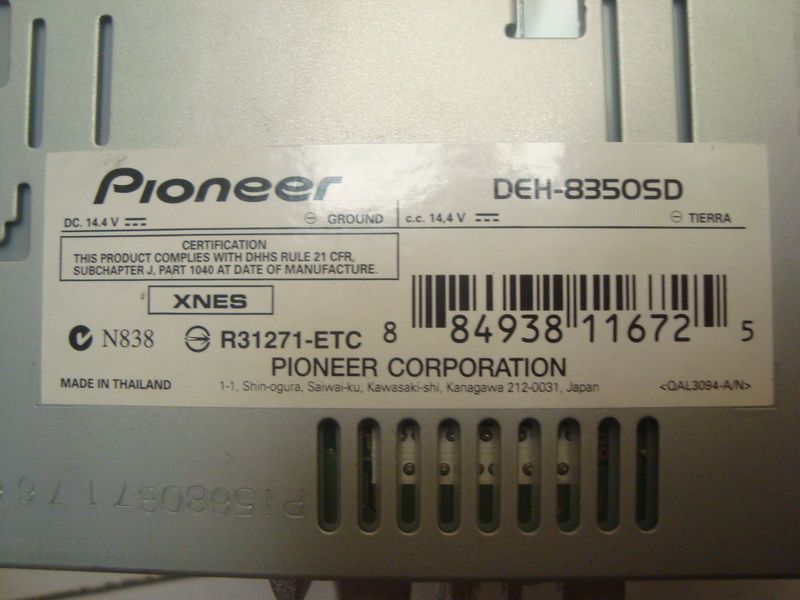 Pioneer
DEH-8350SD
DC. 14.4 V ⎓ ⊖ GROUND
c.c. 14,4 V ⎓ ⊖ TIERRA
CERTIFICATION
THIS PRODUCT COMPLIES WITH DHHS RULE 21 CFR,
SUBCHAPTER J, PART 1040 AT DATE OF MANUFACTURE.
XNES
N838
R31271-ETC
8 84938 11672 5
PIONEER CORPORATION
MADE IN THAILAND
1-1, Shin-ogura, Saiwai-ku, Kawasaki-shi, Kanagawa 212-0031, Japan
<QAL3094-A/N>